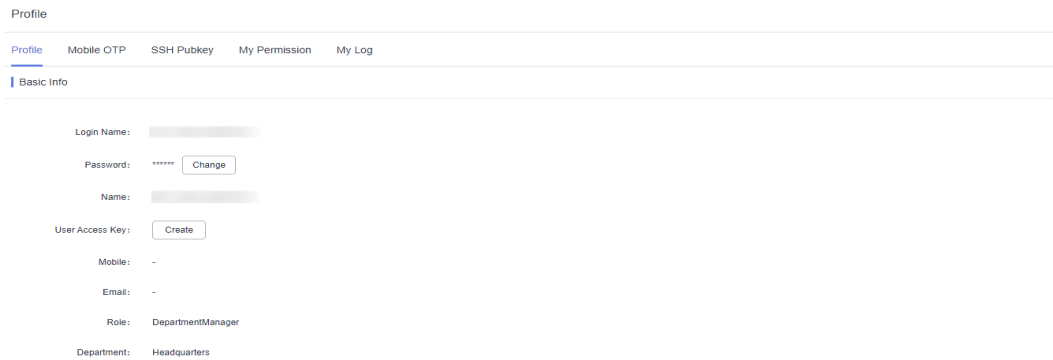 Profile
Profile Mobile OTP SSH Pubkey My Permission My Log
Basic Info
Login Name:
Password: ****** Change
Name:
User Access Key: Create
Mobile: -
Email: -
Role: DepartmentManager
Department: Headquarters